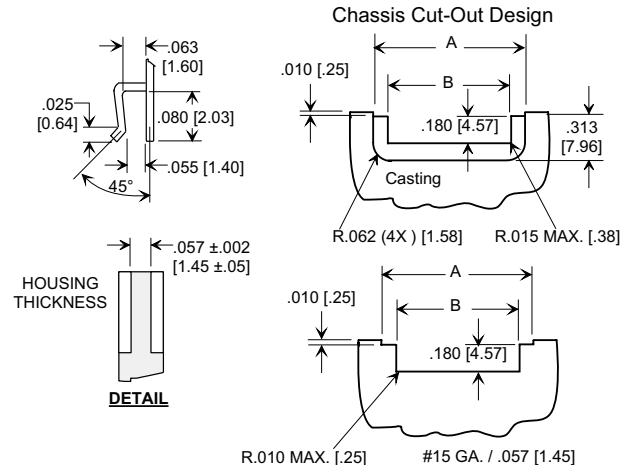 Chassis Cut-Out Design
.063
[1.60]
.025
[0.64]
.080 [2.03]
.055 [1.40]
45°
A
B
.010 [.25]
.180 [4.57]
.313
[7.96]
Casting
R.062 (4X ) [1.58]
R.015 MAX. [.38]
.057 ±.002
[1.45 ±.05]
HOUSING
THICKNESS
DETAIL
A
B
.010 [.25]
.180 [4.57]
R.010 MAX. [.25]
#15 GA. / .057 [1.45]